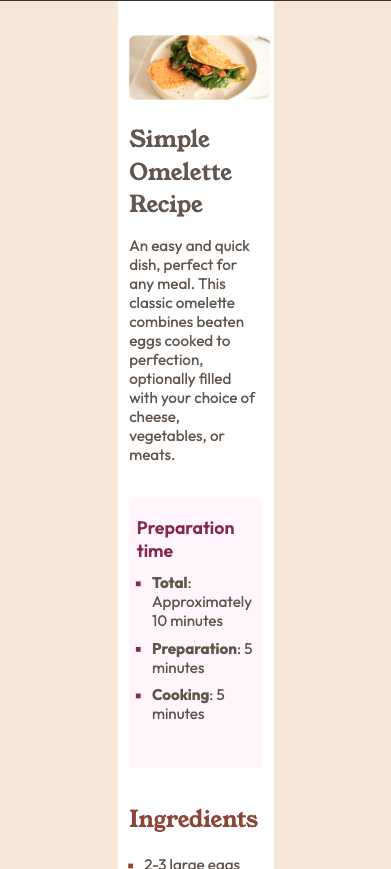 Simple
Omelette
Recipe
An easy and quick
dish, perfect for
any meal. This
classic omelette
combines beaten
eggs cooked to
perfection,
optionally filled
with your choice of
cheese,
vegetables, or
meats.
Preparation
time
Total:
Approximately
10 minutes
Preparation: 5
minutes
Cooking: 5
minutes
Ingredients
2-3 large eggs